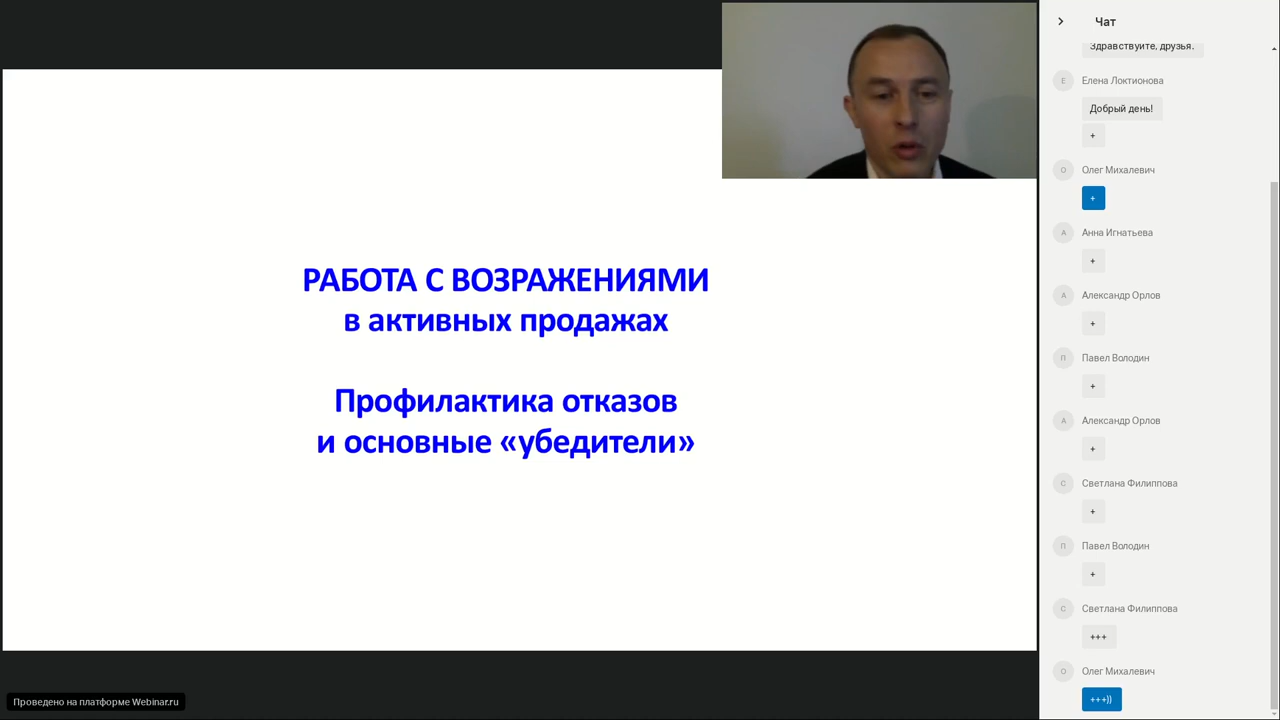 РАБОТА С ВОЗРАЖЕНИЯМИ
в активных продажах
Профилактика отказов
и основные «убедители»
Проведено на платформе Webinar.ru
Чат
Здравствуйте, друзья.
Е
Елена Локтионова
Добрый день!
+
О
Олег Михалевич
+
А
Анна Игнатьева
+
А
Александр Орлов
+
П
Павел Володин
+
А
Александр Орлов
+
С
Светлана Филиппова
+
П
Павел Володин
+
С
Светлана Филиппова
+++
О
Олег Михалевич
+++))